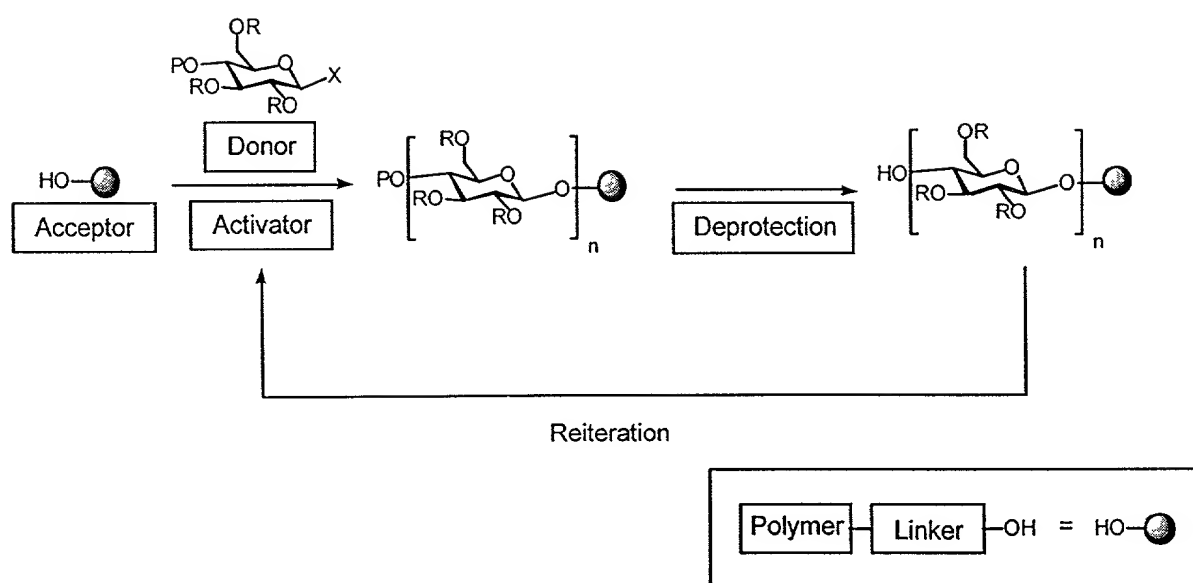 OR
PO
O
X
RO
RO
Donor
HO
Acceptor
Activator
RO
PO
O
O
RO
RO
n
Deprotection
OR
HO
O
O
RO
RO
n
Reiteration
Polymer Linker OH = HO